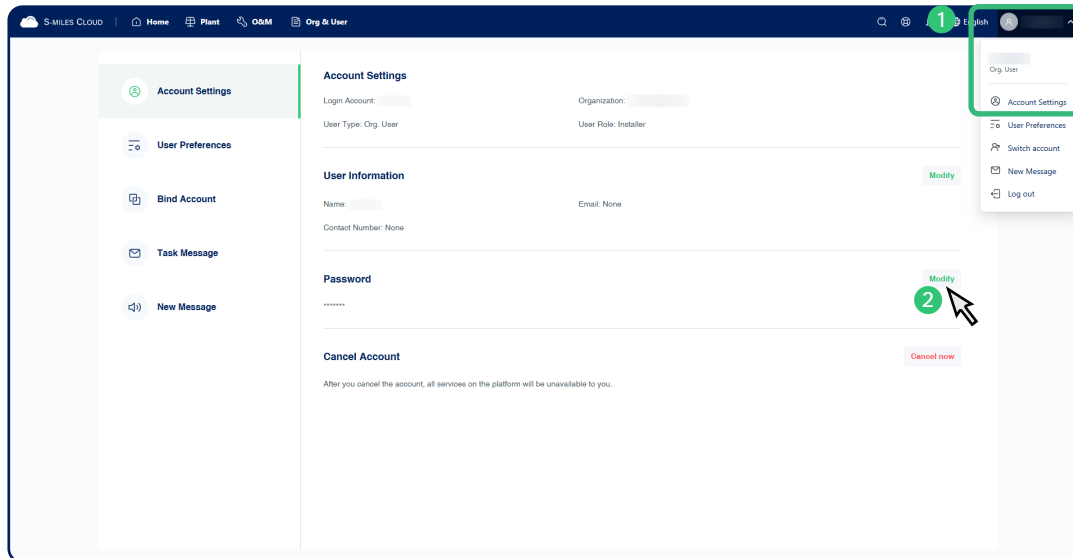 S-MILES CLOUD
Home
Plant
O&M
Org & User
1
English
A
Org. User
Account Settings
User Preferences
Switch account
New Message
Log out
Account Settings
User Preferences
Bind Account
Task Message
New Message
Account Settings
Login Account:
Organization:
User Type: Org. User
User Role: Installer
User Information
Modify
Name:
Email: None
Contact Number: None
Password
Modify
*******
2
Cancel Account
Cancel now
After you cancel the account, all services on the platform will be unavailable to you.